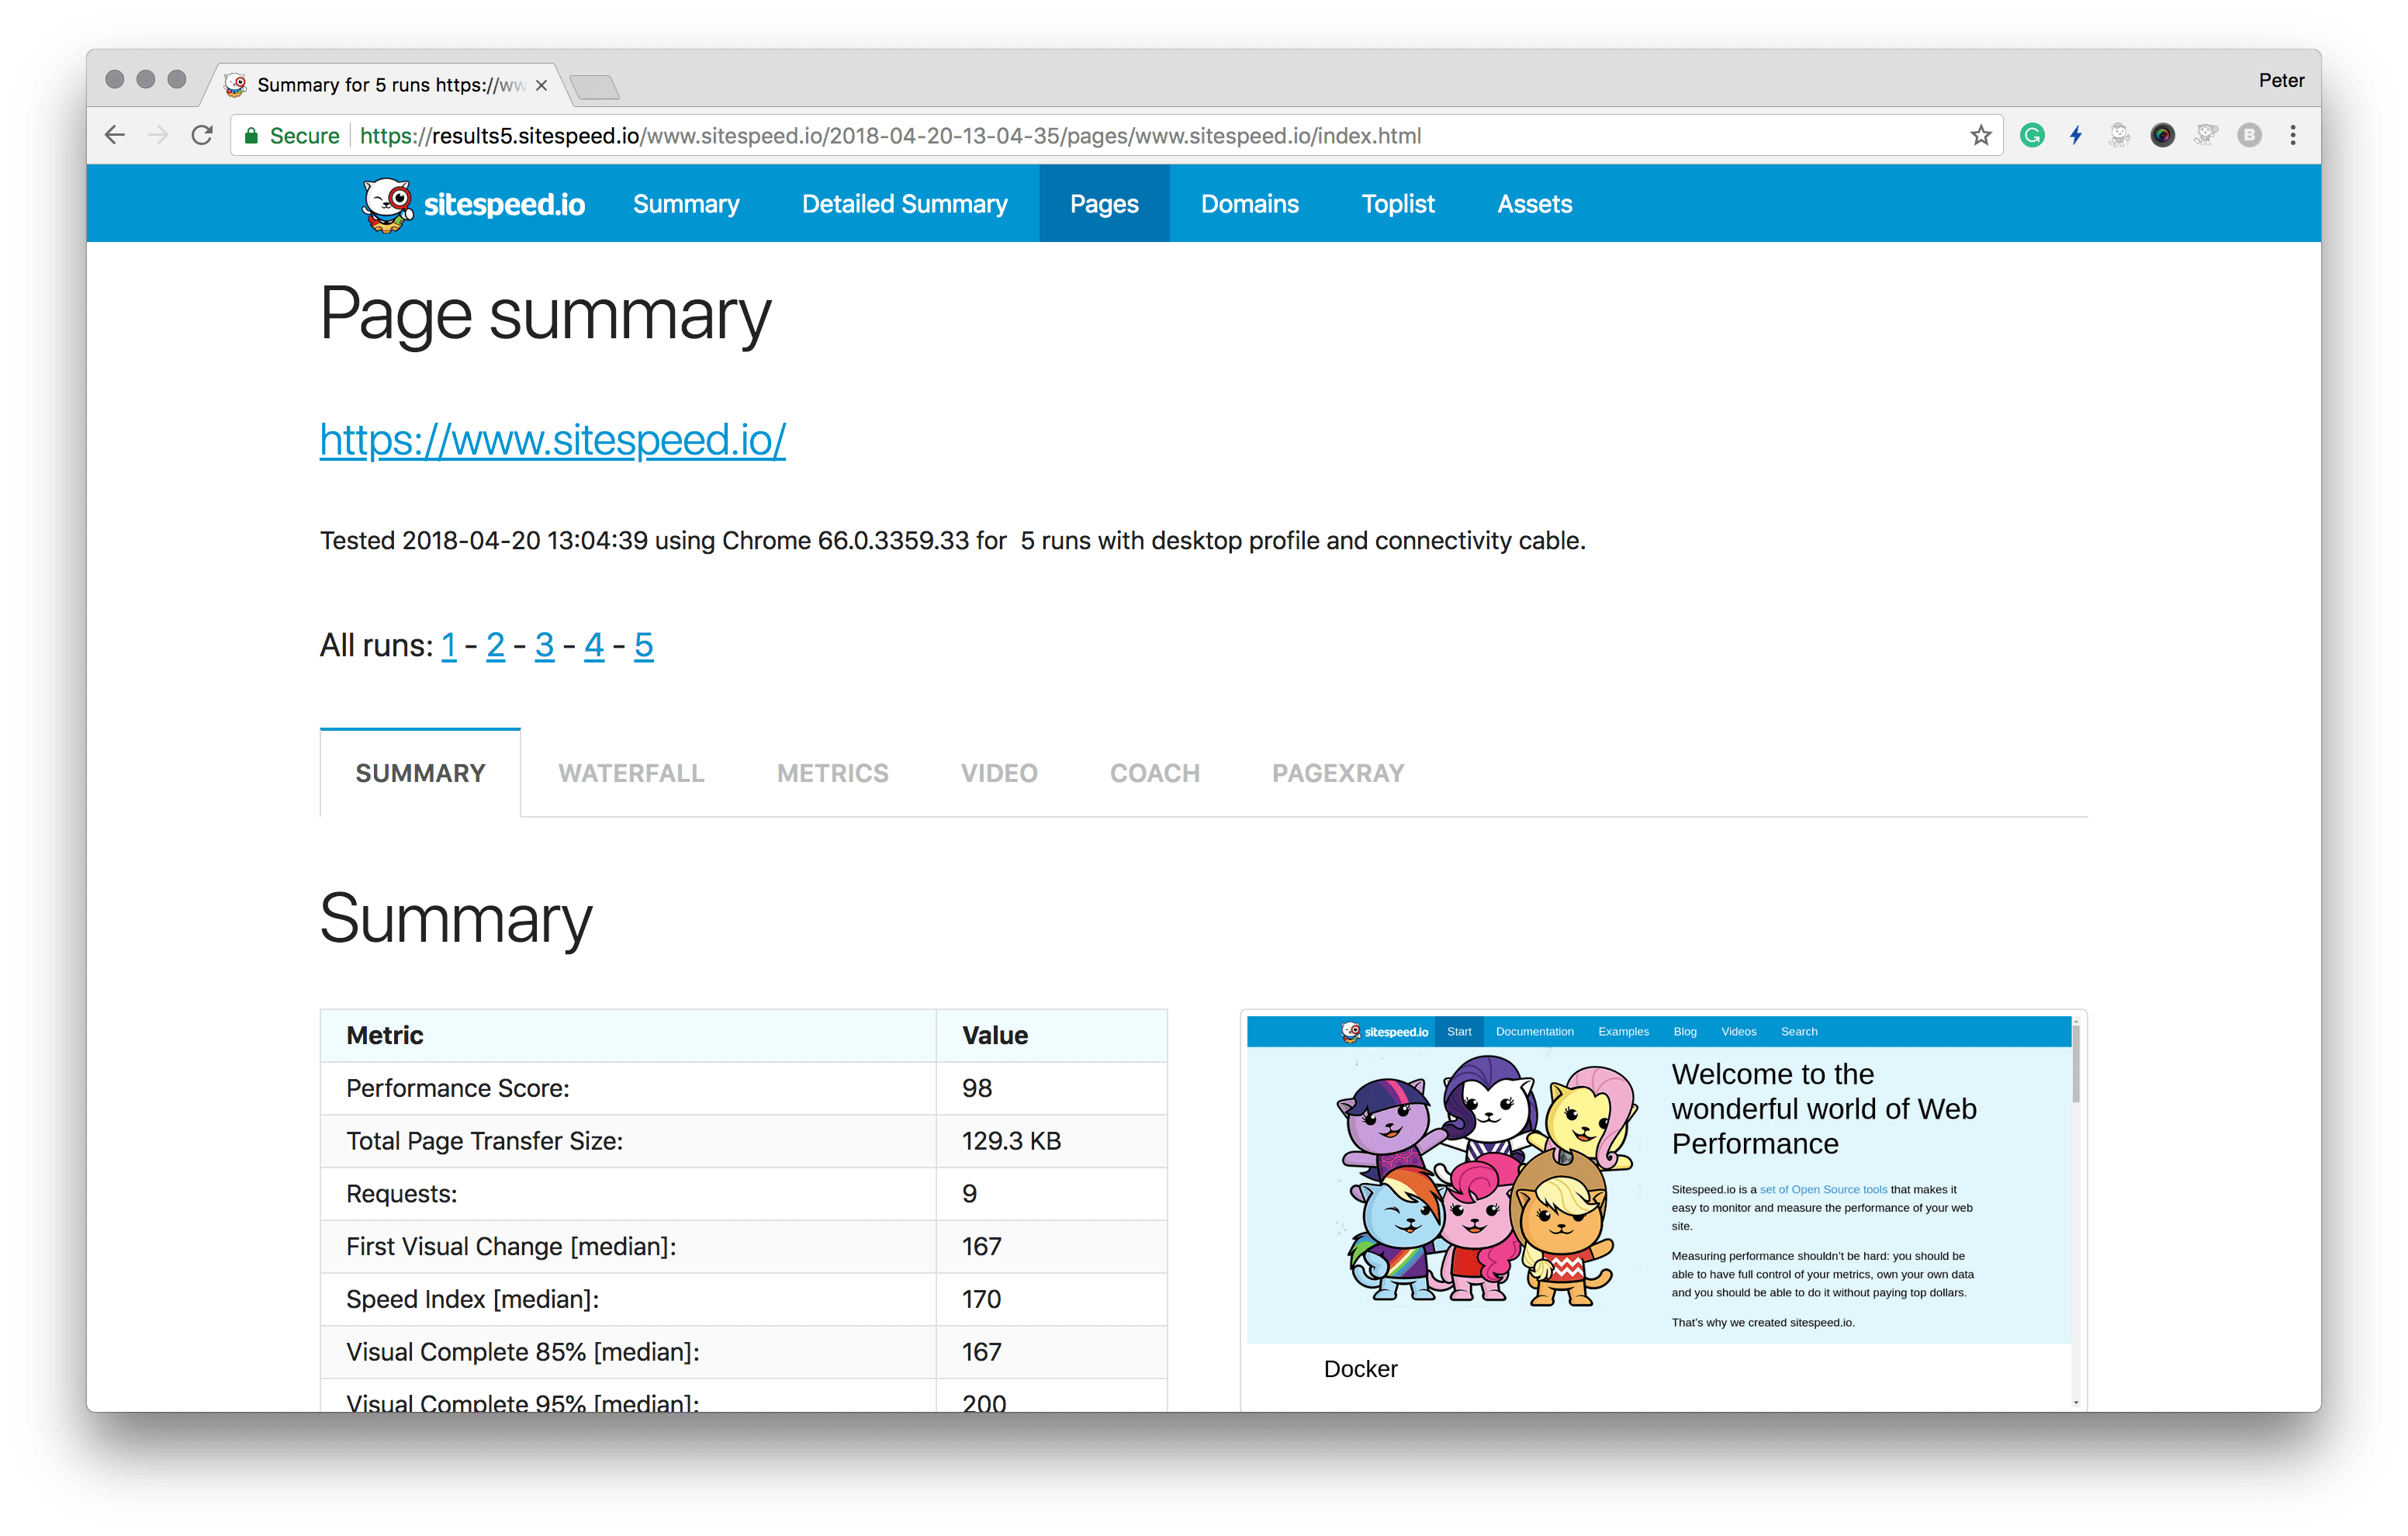 Summary for 5 runs https://ww
Peter
Secure https://results5.sitespeed.io/www.sitespeed.io/2018-04-20-13-04-35/pages/www.sitespeed.io/index.html
G
B
sitespeed.io Summary Detailed Summary Pages Domains Toplist Assets
Page summary
https://www.sitespeed.io/
Tested 2018-04-20 13:04:39 using Chrome 66.0.3359.33 for 5 runs with desktop profile and connectivity cable.
All runs: 1 - 2 - 3 - 4 - 5
SUMMARY WATERFALL METRICS VIDEO COACH PAGEXRAY
Summary
Metric Value
Performance Score: 98
Total Page Transfer Size: 129.3 KB
Requests: 9
First Visual Change [median]: 167
Speed Index [median]: 170
Visual Complete 85% [median]: 167
Visual Complete 95% [median]: 200
sitespeed.io Start Documentation Examples Blog Videos Search
Welcome to the
wonderful world of Web
Performance
Sitespeed.io is a set of Open Source tools that makes it
easy to monitor and measure the performance of your web
site.
Measuring performance shouldn't be hard: you should be
able to have full control of your metrics, own your own data
and you should be able to do it without paying top dollars.
That's why we created sitespeed.io.
Docker